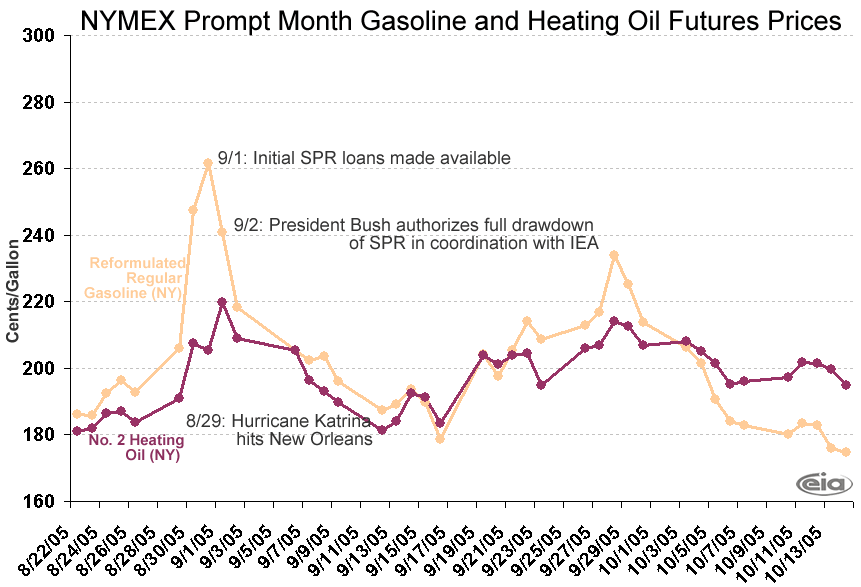 NYMEX Prompt Month Gasoline and Heating Oil Futures Prices
300
280
260
240
220
200
180
160
Cents/Gallon
9/1: Initial SPR loans made available
9/2: President Bush authorizes full drawdown
of SPR in coordination with IEA
Reformulated
Regular
Gasoline (NY)
8/29: Hurricane Katrina
hits New Orleans
No. 2 Heating
Oil (NY)
eia
8/22/05
8/24/05
8/26/05
8/28/05
8/30/05
9/1/05
9/3/05
9/5/05
9/7/05
9/9/05
9/11/05
9/13/05
9/15/05
9/17/05
9/19/05
9/21/05
9/23/05
9/25/05
9/27/05
9/29/05
10/1/05
10/3/05
10/5/05
10/7/05
10/9/05
10/11/05
10/13/05